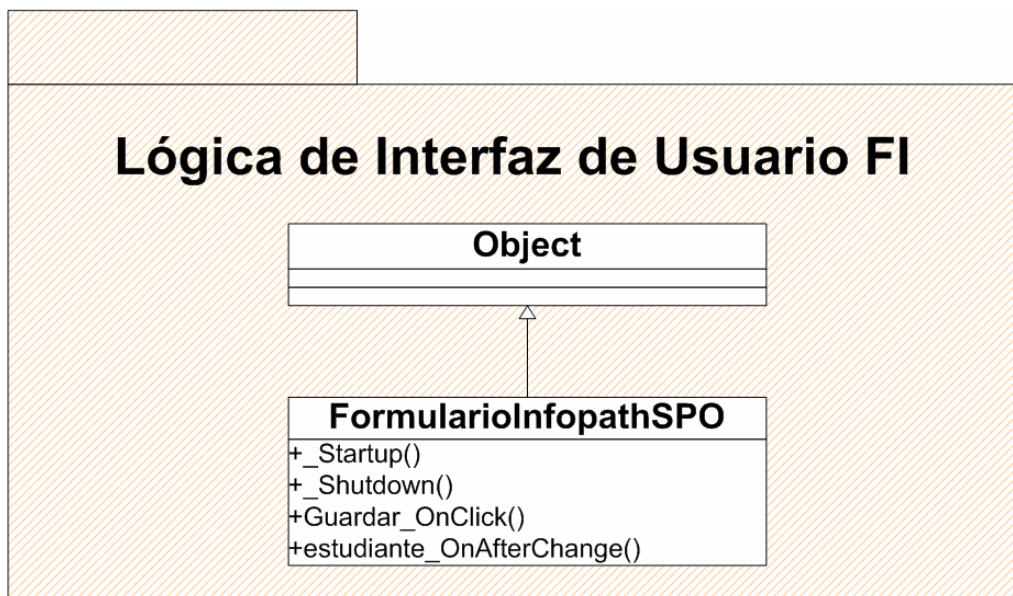 Lógica de Interfaz de Usuario FI
Object
FormularioInfopathSPO
+_Startup()
+_Shutdown()
+Guardar_OnClick()
+estudiante_OnAfterChange()